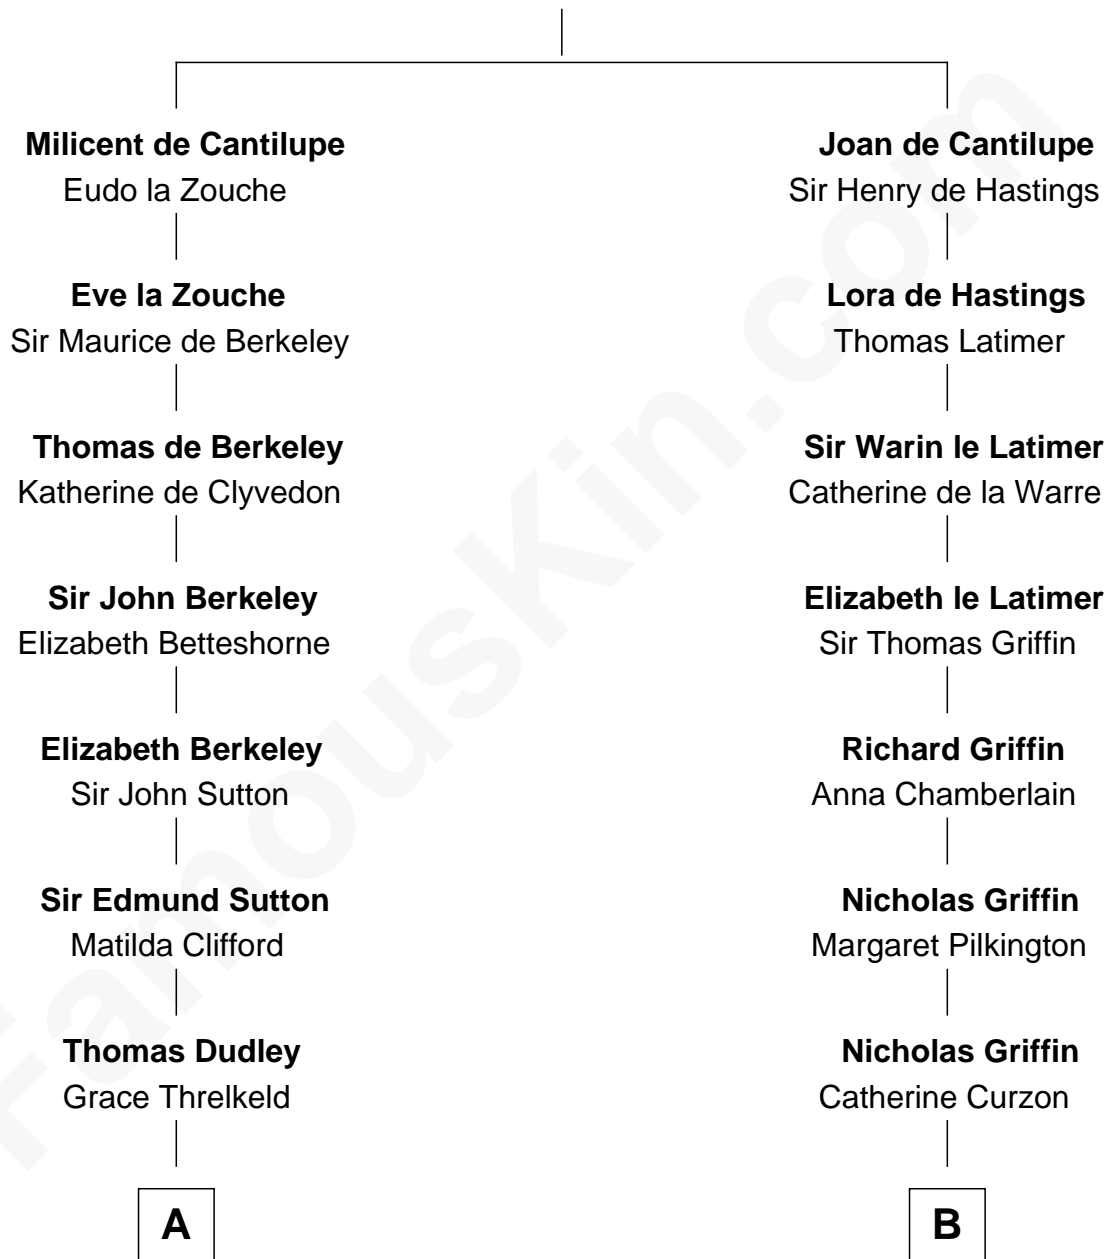 Milicent de Cantilupe
Eudo la Zouche
Eve la Zouche
Sir Maurice de Berkeley
Thomas de Berkeley
Katherine de Clyvedon
Sir John Berkeley
Elizabeth Betteshorne
Elizabeth Berkeley
Sir John Sutton
Sir Edmund Sutton
Matilda Clifford
Thomas Dudley
Grace Threlkeld
A
Joan de Cantilupe
Sir Henry de Hastings
Lora de Hastings
Thomas Latimer
Sir Warin le Latimer
Catherine de la Warre
Elizabeth le Latimer
Sir Thomas Griffin
Richard Griffin
Anna Chamberlain
Nicholas Griffin
Margaret Pilkington
Nicholas Griffin
Catherine Curzon
B
FamousKin.com